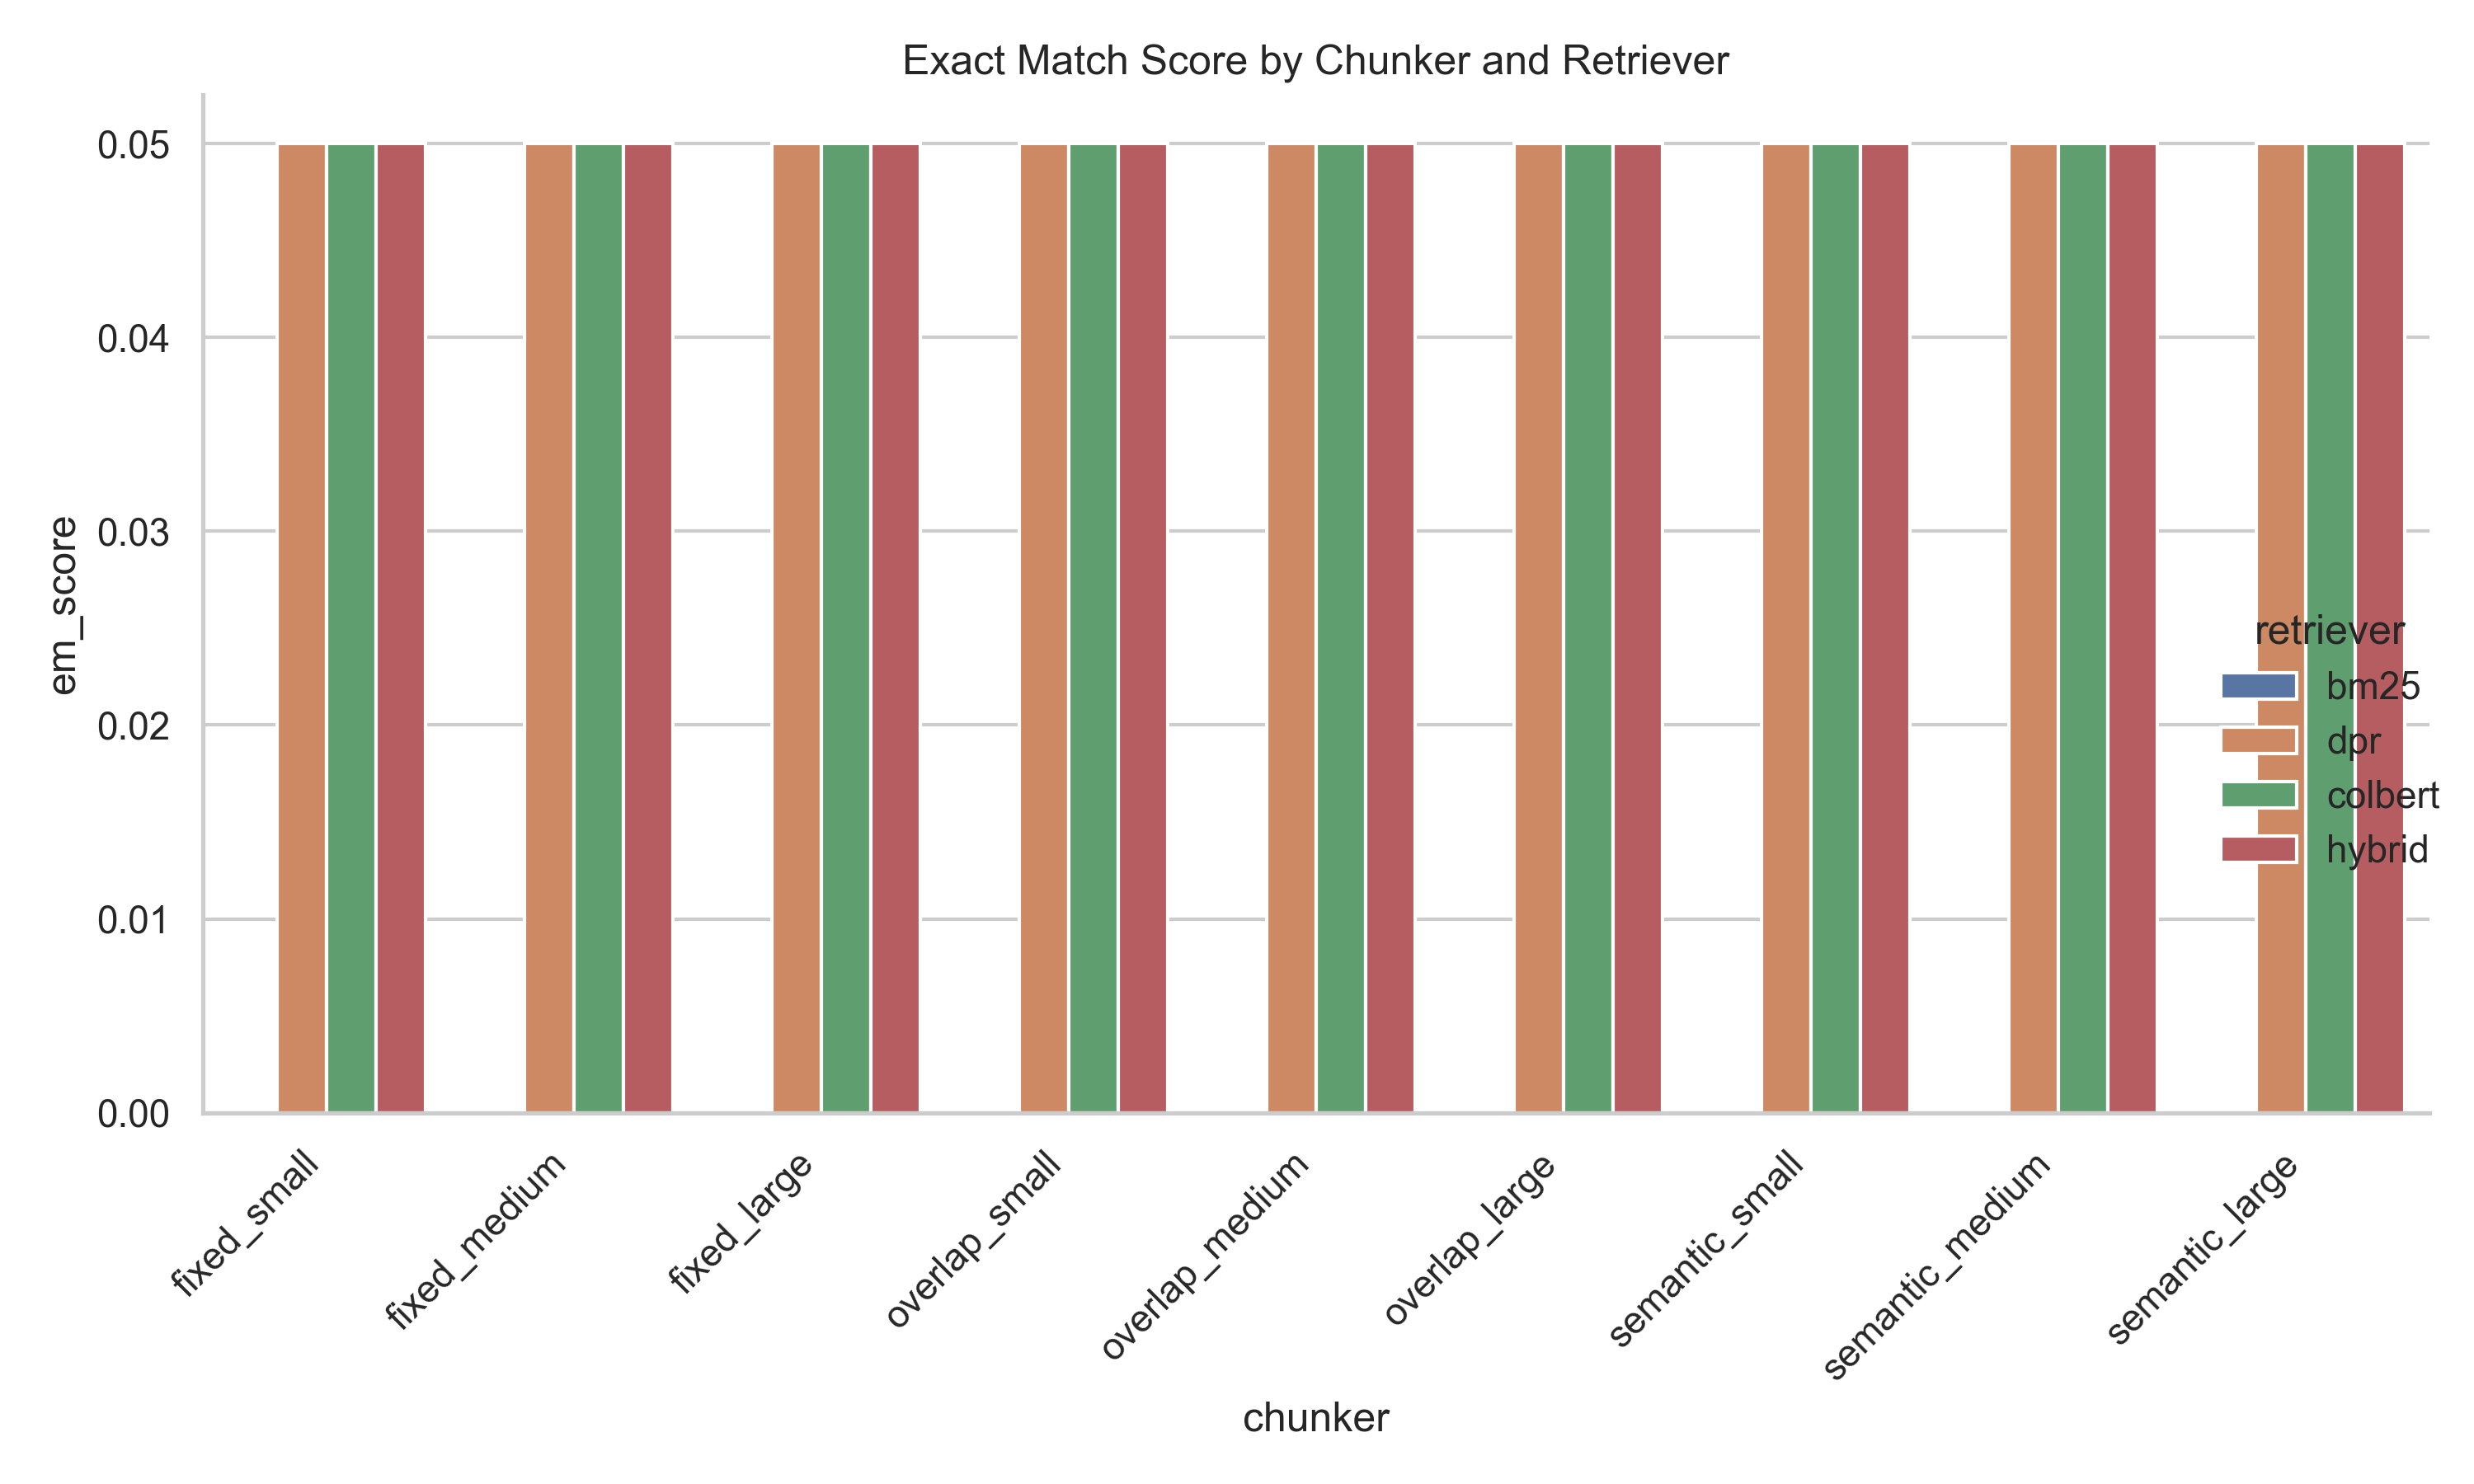 Exact Match Score by Chunker and Retriever
0.05
0.04
0.03
0.02
0.01
0.00
em_score
retriever
bm25
dpr
colbert
hybrid
fixed_small
fixed_medium
fixed_large
overlap_small
overlap_medium
overlap_large
semantic_small
semantic_medium
semantic_large
chunker